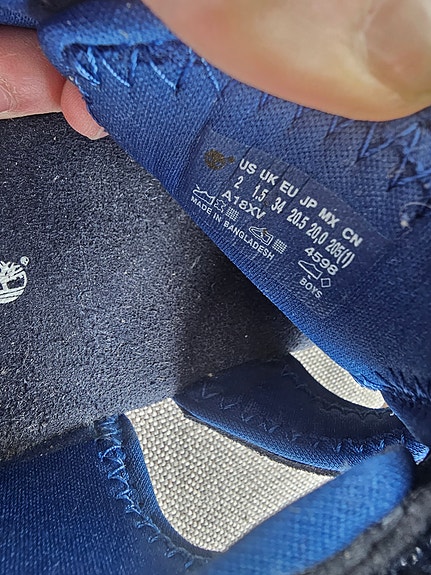 US UK EU JP MX CN
2 1.5 34 20.5 20.0 205(1)
A18XV 4598
MADE IN BANGLADESH
BOYS
®